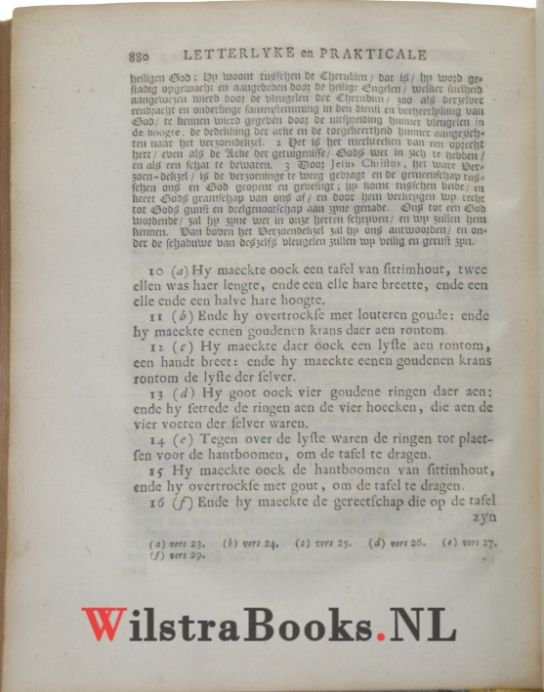 880 LETTERLYKE en PRAKTICALE
heiligen God: Hy woont tusschen de Cherubim/ dat is/ hy word ge-
stadig opgewacht en aangebeden door de heilige Engelen/ welker snelheid
aangewezen wierd door de vleugelen der Cherubim/ zoo als derzelver
eendracht en onderlinge samenstemming in den dienst en verheerlyking van
God/ te kennen wierd gegeven door de uitspreiding hunner vleugelen in
de hoogte, de bedekking der arke en de toegekeertheid hunner aangezich-
ten naar het verzoendeksel. 2 Het is het merkteeken van een oprecht
hert/ even als de Arke der getuigenisse/ Gods wet in zich te hebben/
en als een schat te bewaren. 3 Door Jesus Christus, het ware Ver-
zoen-deksel/ is de verzoeninge te weeg gebragt en de gemeenschap tus-
schen ons en God geopent en gevestigt; hy komt tusschen beide/ en
keert Gods gramschap van ons af/ en door hem verkrygen wy recht
tot Gods gunst en deelgenootschap aan zyne genade. Ons tot een God
wordende/ zal hy zyne wet in onze herten schryven/ en wy zullen hem
kennen. Van boven het Verzoendeksel zal hy ons antwoorden/ en on-
der de schaduwe van deszelfs vleugelen zullen wy veilig en gerust zyn.
10 (a) Hy maeckte oock een tafel van sittimhout, twee
ellen was haer lengte, ende een elle hare breette, ende een
elle ende een halve hare hoogte.
11 (b) Ende hy overtrockse met louteren goude: ende
hy maeckte eenen goudenen krans daer aen rontom.
12 (c) Hy maeckte daer oock een lyste aen rontom,
een handt breet: ende hy maeckte eenen goudenen krans
rontom de lyste der selver.
13 (d) Hy goot oock vier goudene ringen daer aen:
ende hy settede de ringen aen de vier hoecken, die aen de
vier voeten der selver waren.
14 (e) Tegen over de lyste waren de ringen tot plaet-
sen voor de hantboomen, om de tafel te dragen.
15 Hy maeckte oock de hantboomen van sittimhout,
ende hy overtrockse met gout, om de tafel te dragen.
16 (f) Ende hy maeckte de gereetschap die op de tafel
zyn
(a) vers 23. (b) vers 24. (c) vers 25. (d) vers 26. (e) vers 27.
(f) vers 29.
WilstraBooks.NL